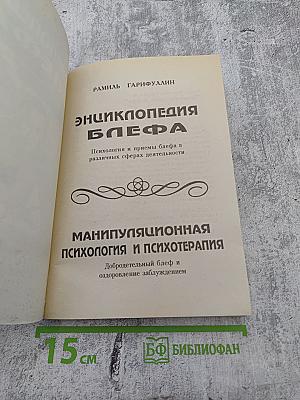 РАМИЛЬ ГАРИФУЛЛИН
ЭНЦИКЛОПЕДИЯ
БЛЕФА
Психология и приемы блефа в
различных сферах деятельности
МАНИПУЛЯЦИОННАЯ
ПСИХОЛОГИЯ И ПСИХОТЕРАПИЯ
Добродетельный блеф и
оздоровление заблуждением
15 см
БФ БИБЛИОФАН